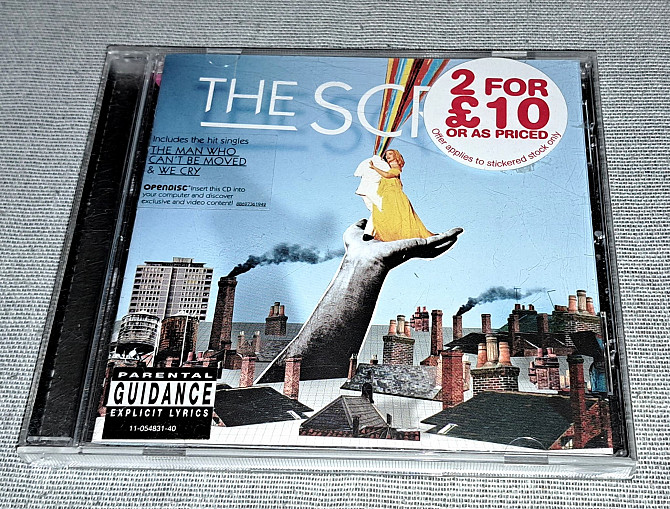 THE SCR
2 FOR
£10
OR AS PRICED
Offer applies to stickered stock only
Includes the hit singles
THE MAN WHO
CAN'T BE MOVED
& WE CRY
OPENDISC Insert this CD into
your computer and discover
exclusive and video content!
PARENTAL
GUIDANCE
EXPLICIT LYRICS
11-054831-40